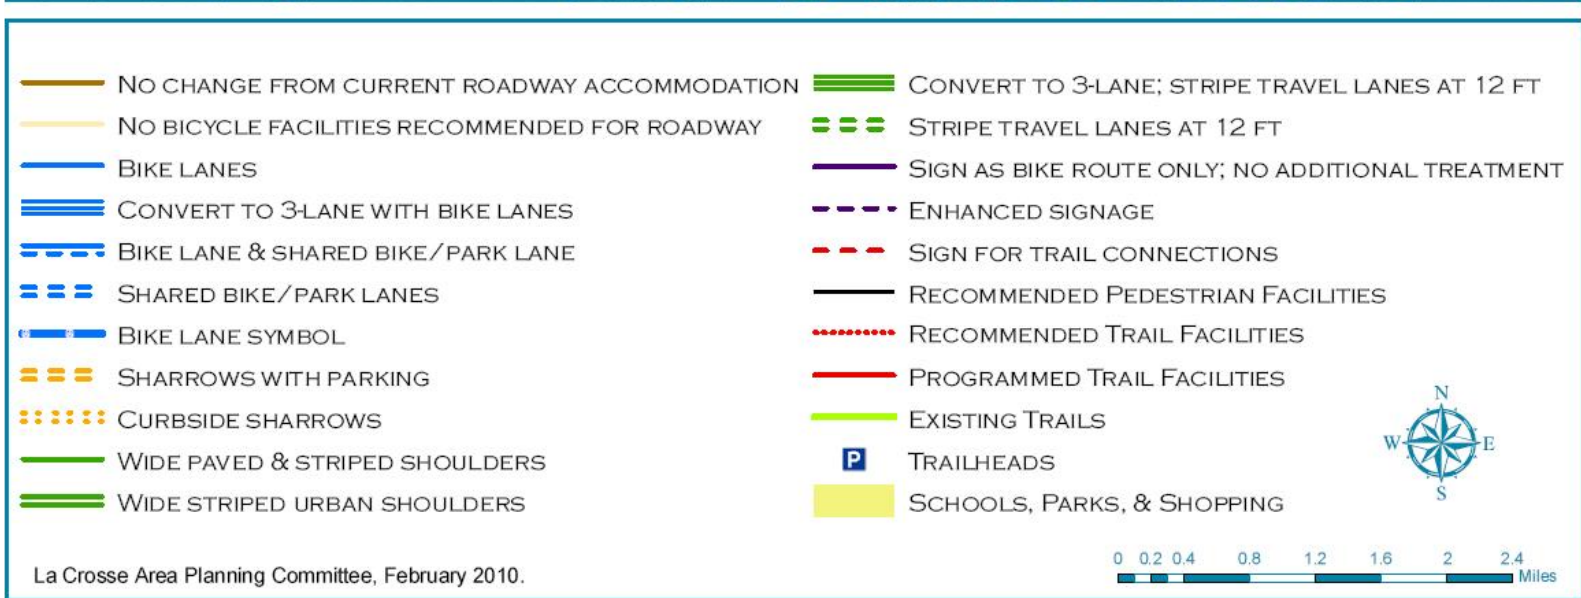 No change from current roadway accommodation
No bicycle facilities recommended for roadway
Bike lanes
Convert to 3-lane with bike lanes
Bike lane & shared bike/park lane
Shared bike/park lanes
Bike lane symbol
Sharrows with parking
Curbside sharrows
Wide paved & striped shoulders
Wide striped urban shoulders
Convert to 3-lane; stripe travel lanes at 12 ft
Stripe travel lanes at 12 ft
Sign as bike route only; no additional treatment
Enhanced signage
Sign for trail connections
Recommended Pedestrian Facilities
Recommended Trail Facilities
Programmed Trail Facilities
Existing Trails
P Trailheads
Schools, Parks, & Shopping
N
W E
S
La Crosse Area Planning Committee, February 2010.
0 0.2 0.4 0.8 1.2 1.6 2 2.4
Miles